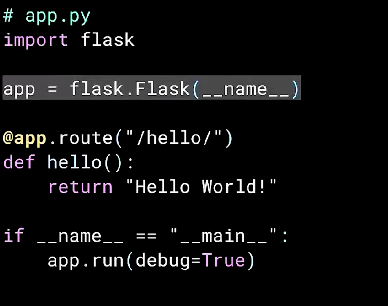 # app.py
import flask

app = flask.Flask(__name__)

@app.route("/hello/")
def hello():
    return "Hello World!"

if __name__ == "__main__":
    app.run(debug=True)